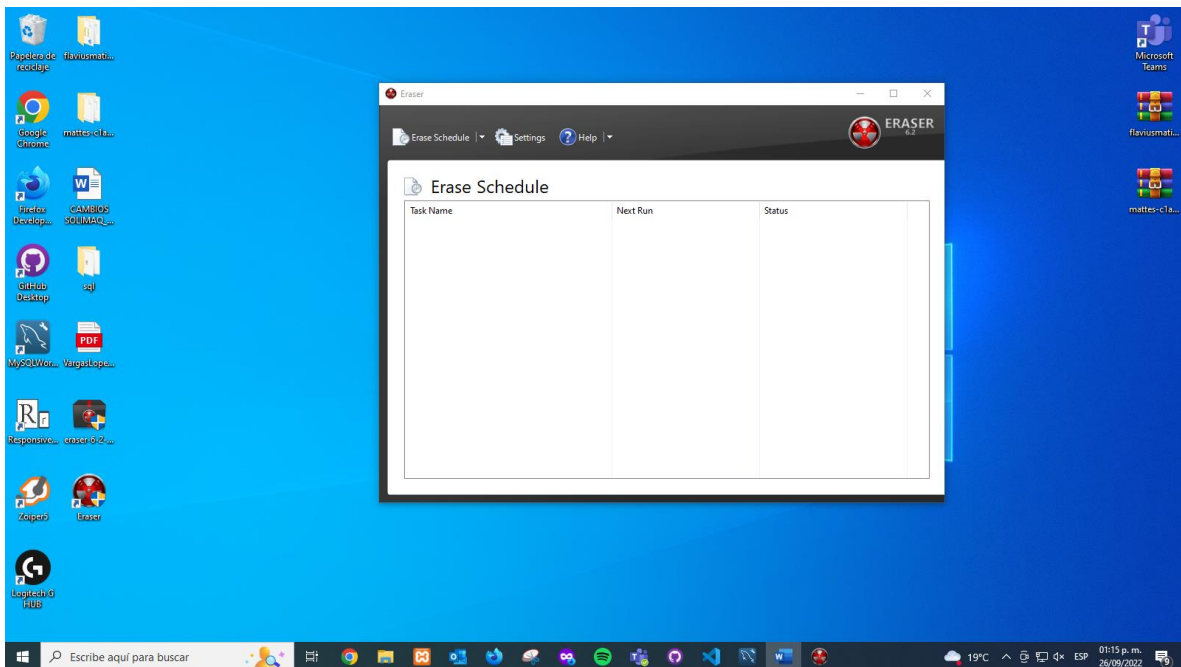 Papelera de
reciclaje
flaviusmati...
Google
Chrome
mattes-c1a...
Firefox
Develop...
CAMBIOS
SOLIMAQ_...
GitHub
Desktop
sql
MySQLWor...
PDF
VargasLope...
Responsive...
eraser-6-2-...
Zoiper5
Eraser
Logitech G
HUB
Eraser
Erase Schedule
Settings
Help
ERASER
6.2
Erase Schedule
Task Name Next Run Status
Microsoft
Teams
flaviusmati...
mattes-c1a...
Escribe aquí para buscar
19°C
ESP
01:15 p. m.
26/09/2022